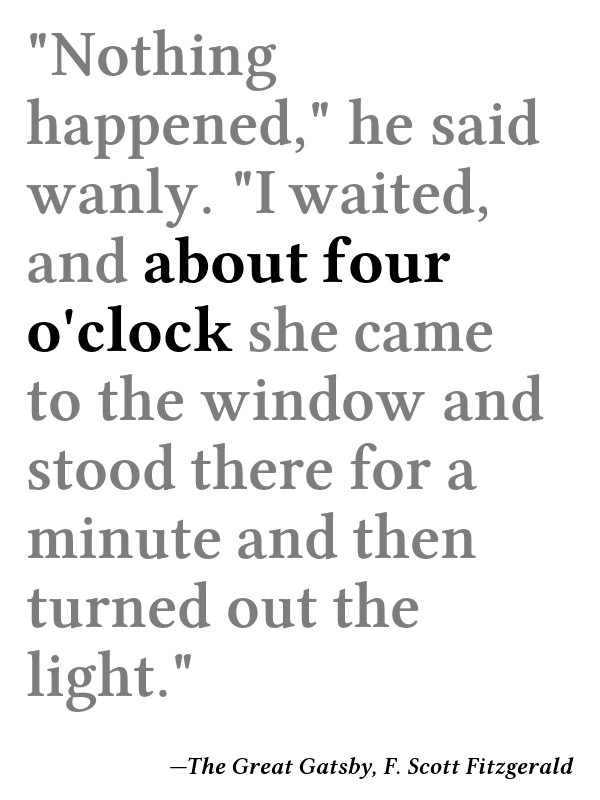 "Nothing
happened," he said
wanly. "I waited,
and about four
o'clock she came
to the window and
stood there for a
minute and then
turned out the
light."
—The Great Gatsby, F. Scott Fitzgerald